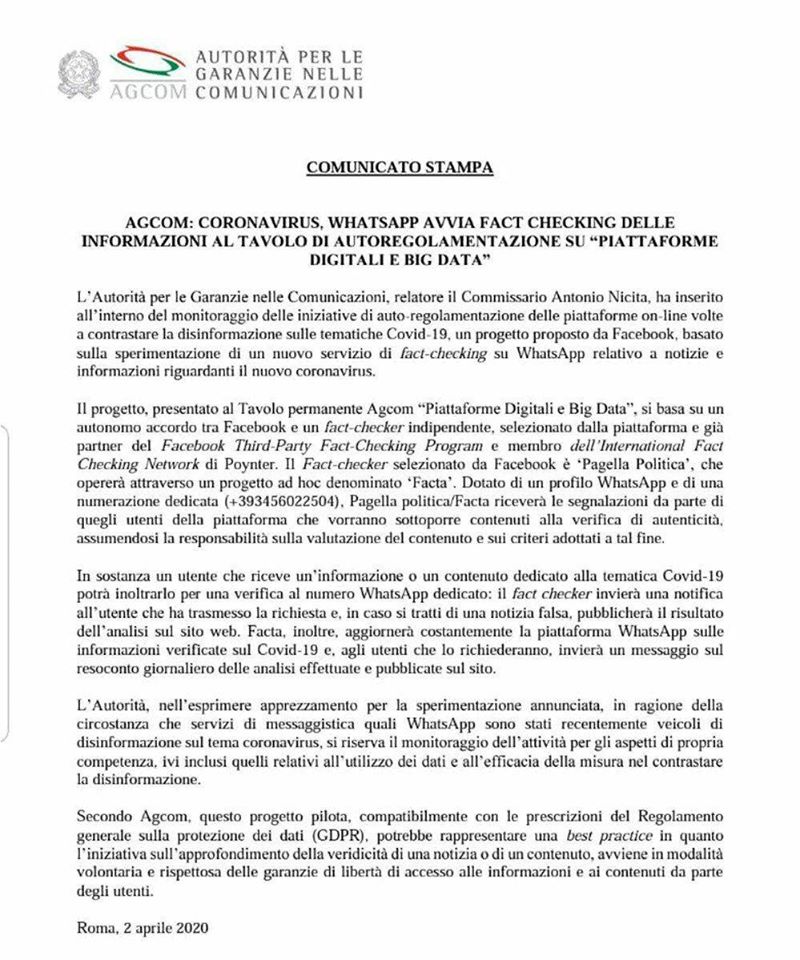 AGCOM
AUTORITÀ PER LE
GARANZIE NELLE
COMUNICAZIONI
COMUNICATO STAMPA
AGCOM: CORONAVIRUS, WHATSAPP AVVIA FACT CHECKING DELLE
INFORMAZIONI AL TAVOLO DI AUTOREGOLAMENTAZIONE SU “PIATTAFORME
DIGITALI E BIG DATA”
L’Autorità per le Garanzie nelle Comunicazioni, relatore il Commissario Antonio Nicita, ha inserito
all’interno del monitoraggio delle iniziative di auto-regolamentazione delle piattaforme on-line volte
a contrastare la disinformazione sulle tematiche Covid-19, un progetto proposto da Facebook, basato
sulla sperimentazione di un nuovo servizio di fact-checking su WhatsApp relativo a notizie e
informazioni riguardanti il nuovo coronavirus.
Il progetto, presentato al Tavolo permanente Agcom “Piattaforme Digitali e Big Data”, si basa su un
autonomo accordo tra Facebook e un fact-checker indipendente, selezionato dalla piattaforma e già
partner del Facebook Third-Party Fact-Checking Program e membro dell’International Fact
Checking Network di Poynter. Il Fact-checker selezionato da Facebook è ‘Pagella Politica’, che
opererà attraverso un progetto ad hoc denominato ‘Facta’. Dotato di un profilo WhatsApp e di una
numerazione dedicata (+393456022504), Pagella politica/Facta riceverà le segnalazioni da parte di
quegli utenti della piattaforma che vorranno sottoporre contenuti alla verifica di autenticità,
assumendosi la responsabilità sulla valutazione del contenuto e sui criteri adottati a tal fine.
In sostanza un utente che riceve un’informazione o un contenuto dedicato alla tematica Covid-19
potrà inoltrarlo per una verifica al numero WhatsApp dedicato: il fact checker invierà una notifica
all’utente che ha trasmesso la richiesta e, in caso si tratti di una notizia falsa, pubblicherà il risultato
dell’analisi sul sito web. Facta, inoltre, aggiornerà costantemente la piattaforma WhatsApp sulle
informazioni verificate sul Covid-19 e, agli utenti che lo richiederanno, invierà un messaggio sul
resoconto giornaliero delle analisi effettuate e pubblicate sul sito.
L’Autorità, nell’esprimere apprezzamento per la sperimentazione annunciata, in ragione della
circostanza che servizi di messaggistica quali WhatsApp sono stati recentemente veicoli di
disinformazione sul tema coronavirus, si riserva il monitoraggio dell’attività per gli aspetti di propria
competenza, ivi inclusi quelli relativi all’utilizzo dei dati e all’efficacia della misura nel contrastare
la disinformazione.
Secondo Agcom, questo progetto pilota, compatibilmente con le prescrizioni del Regolamento
generale sulla protezione dei dati (GDPR), potrebbe rappresentare una best practice in quanto
l’iniziativa sull’approfondimento della veridicità di una notizia o di un contenuto, avviene in modalità
volontaria e rispettosa delle garanzie di libertà di accesso alle informazioni e ai contenuti da parte
degli utenti.
Roma, 2 aprile 2020